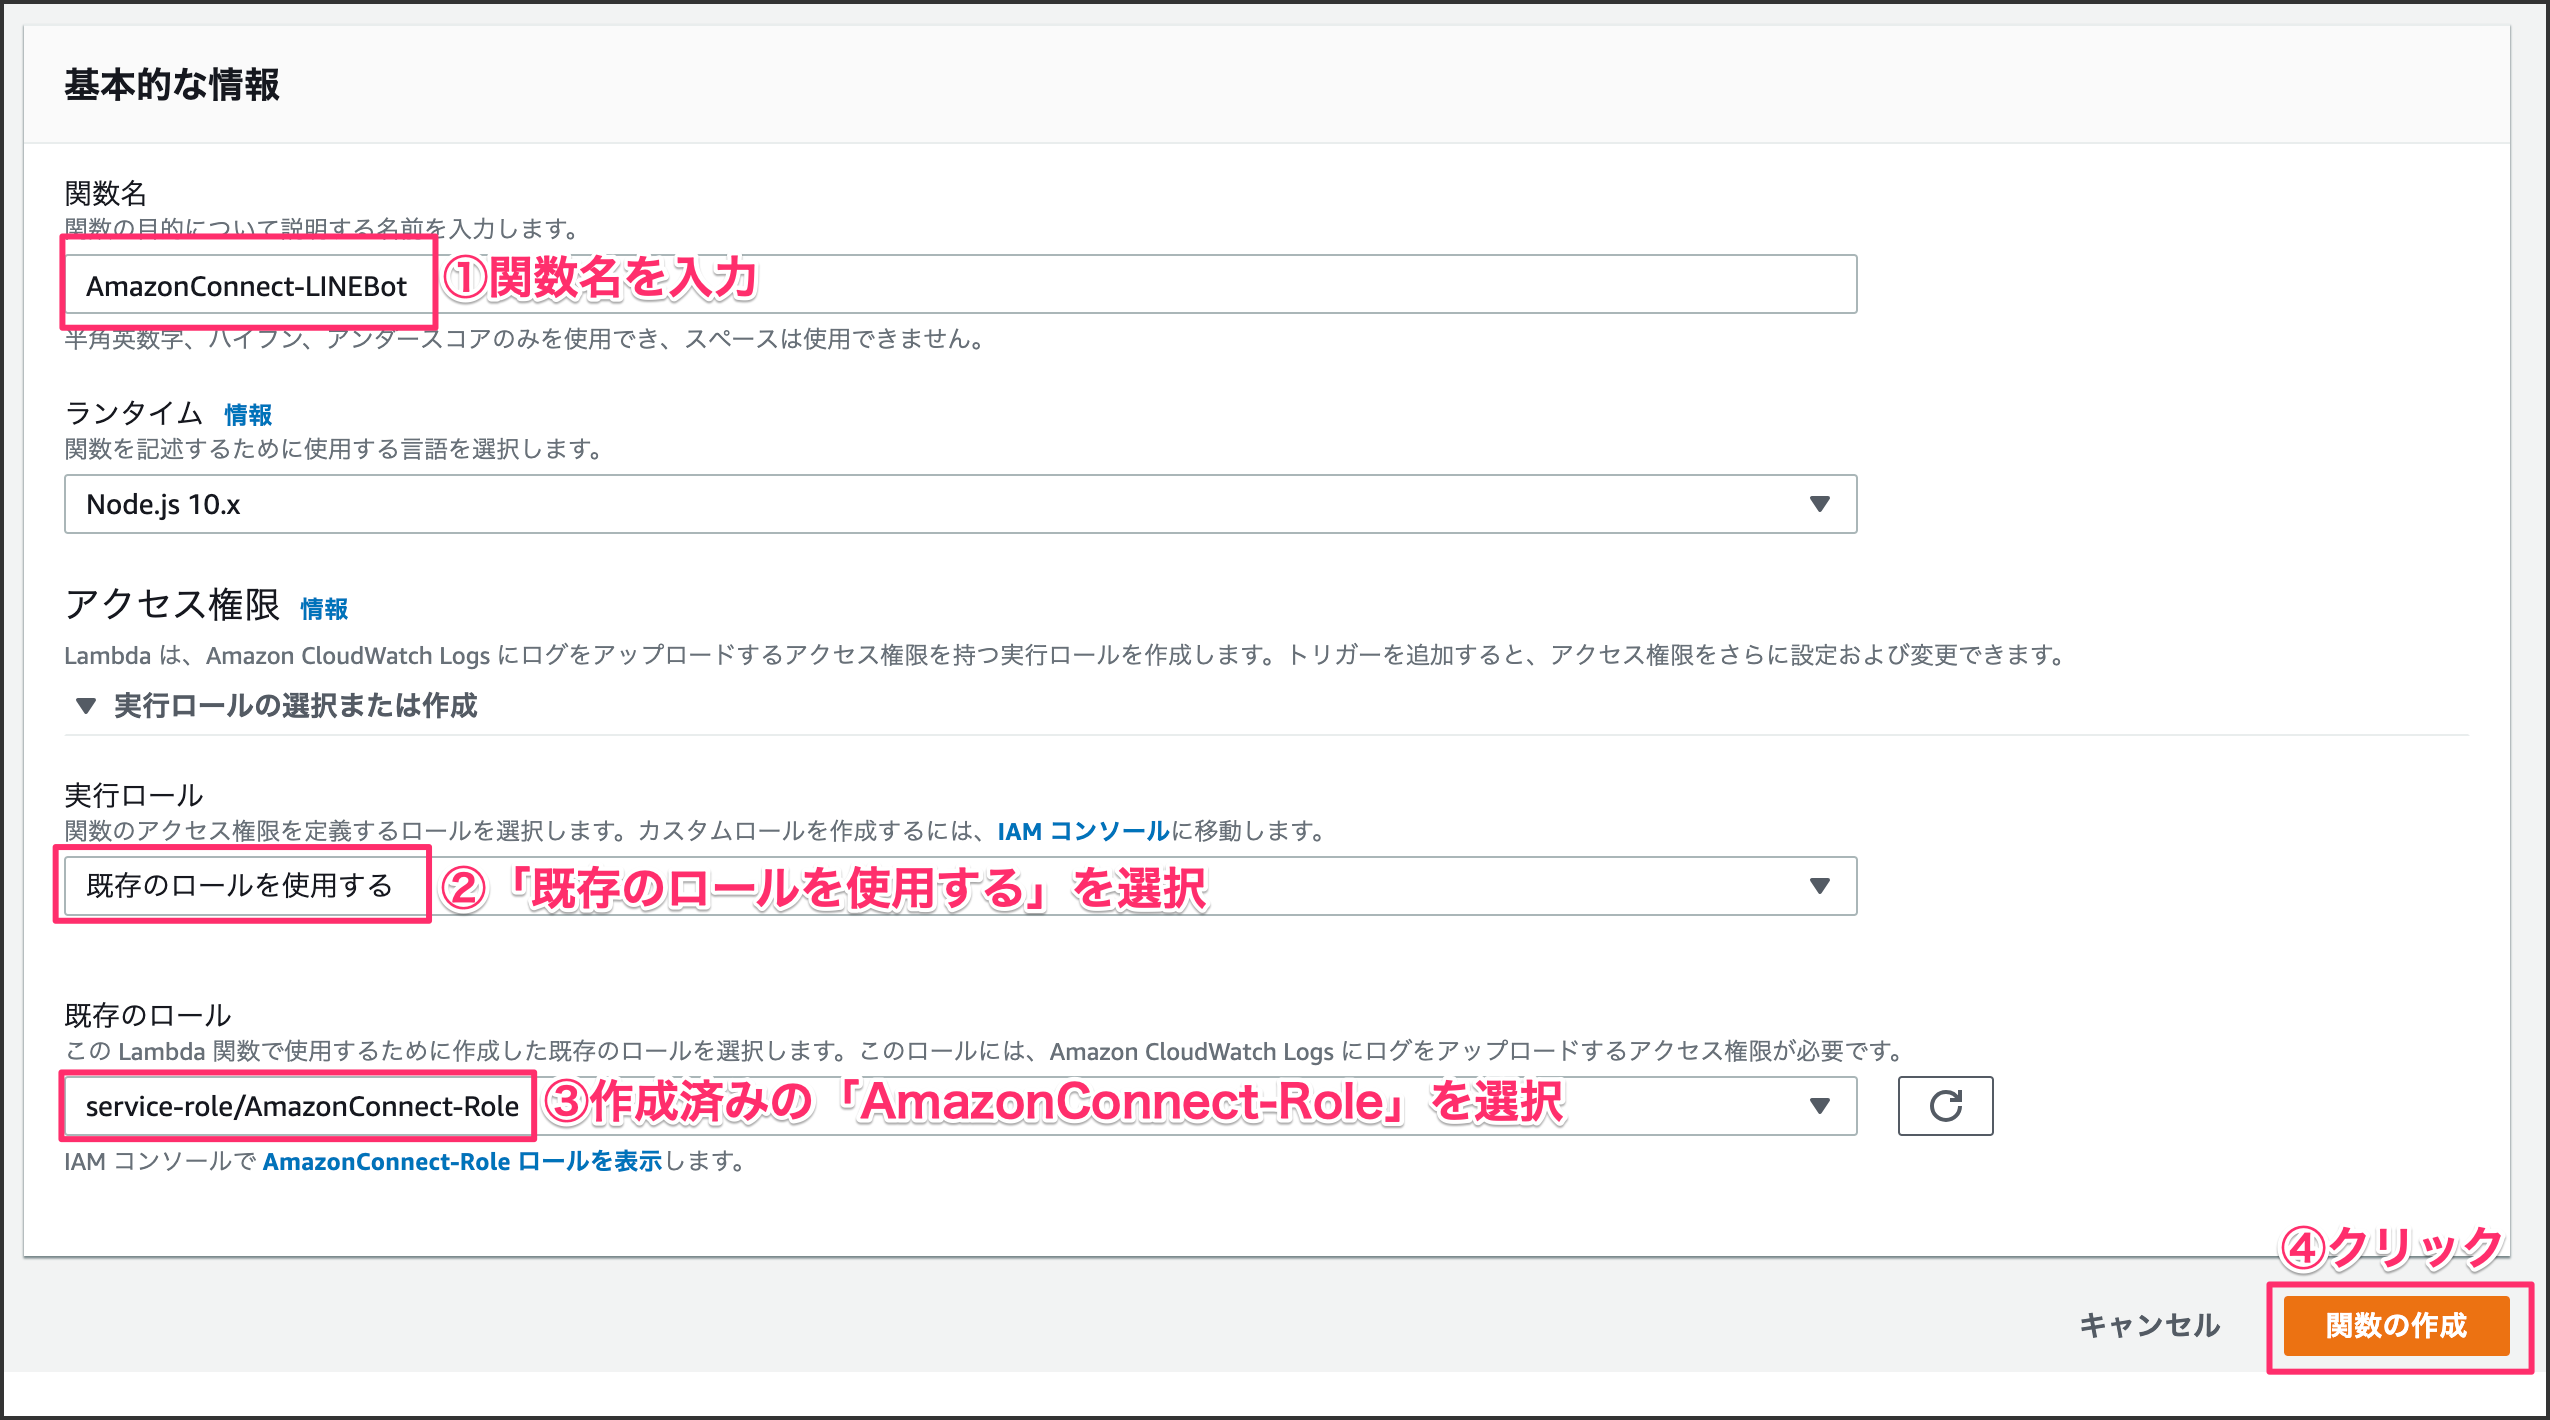 基本的な情報
関数名
関数の目的について説明する名前を入力します。
AmazonConnect-LINEBot
①関数名を入力
半角英数字、ハイフン、アンダースコアのみを使用でき、スペースは使用できません。
ランタイム 情報
関数を記述するために使用する言語を選択します。
Node.js 10.x
アクセス権限 情報
Lambda は、Amazon CloudWatch Logs にログをアップロードするアクセス権限を持つ実行ロールを作成します。トリガーを追加すると、アクセス権限をさらに設定および変更できます。
▼ 実行ロールの選択または作成
実行ロール
関数のアクセス権限を定義するロールを選択します。カスタムロールを作成するには、IAM コンソールに移動します。
既存のロールを使用する
②「既存のロールを使用する」を選択
既存のロール
この Lambda 関数で使用するために作成した既存のロールを選択します。このロールには、Amazon CloudWatch Logs にログをアップロードするアクセス権限が必要です。
service-role/AmazonConnect-Role
③作成済みの「AmazonConnect-Role」を選択
IAM コンソールで AmazonConnect-Role ロールを表示します。
④クリック
キャンセル
関数の作成